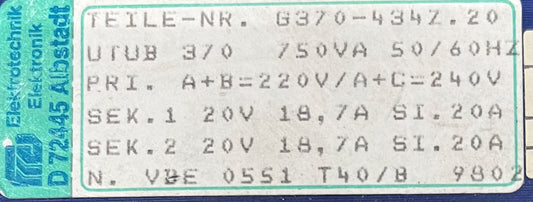 Elektrotechnik
Elektronik
D 72445 Albstadt
TEILE-NR. G370-434Z.20
UTUB 370 750VA 50/60HZ
PRI. A+B=220V/A+C=240V
SEK.1 20V 18,7A SI.20A
SEK.2 20V 18,7A SI.20A
N. VBE 0551 T40/B 9802